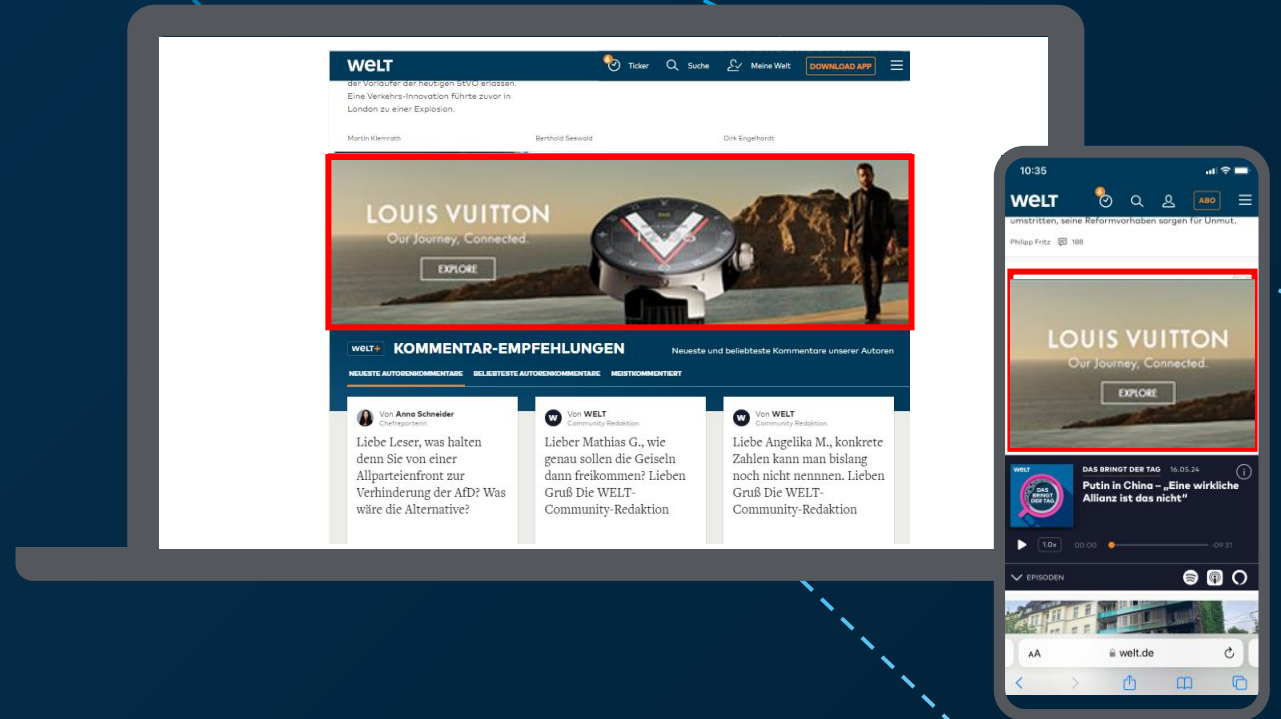 WELT
6
Ticker
Suche
Meine Welt
DOWNLOAD APP
der Vorläufer der heutigen StVO erlassen.
Eine Verkehrs-Innovation führte zuvor in
London zu einer Explosion.
Martin Klemrath
Berthold Seewald
Dirk Engelhardt
LOUIS VUITTON
Our Journey, Connected.
EXPLORE
WELT+
KOMMENTAR-EMPFEHLUNGEN
Neueste und beliebteste Kommentare unserer Autoren
NEUESTE AUTORENKOMMENTARE
BELIEBTESTE AUTORENKOMMENTARE
MEISTKOMMENTIERT
Von Anna Schneider
Chefreporterin
Liebe Leser, was halten
denn Sie von einer
Allparteienfront zur
Verhinderung der AfD? Was
wäre die Alternative?
W
Von WELT
Community Redaktion
Lieber Mathias G., wie
genau sollen die Geiseln
dann freikommen? Lieben
Gruß Die WELT-
Community-Redaktion
W
Von WELT
Community Redaktion
Liebe Angelika M., konkrete
Zahlen kann man bislang
noch nicht nennnen. Lieben
Gruß Die WELT-
Community-Redaktion
10:35
WELT
6
ABO
umstritten, seine Reformvorhaben sorgen für Unmut.
Philipp Fritz
198
LOUIS VUITTON
Our Journey, Connected.
EXPLORE
WELT
DAS
BRINGT
DER TAG
DAS BRINGT DER TAG 16.05.24
Putin in China – „Eine wirkliche
Allianz ist das nicht“
1.0x
00:00
-09:31
EPISODEN
AA
welt.de